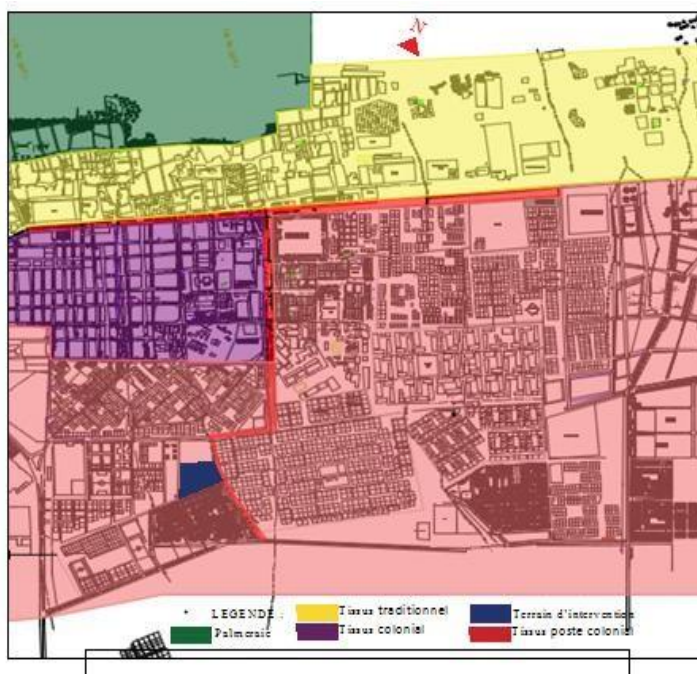 N
LEGENDE : Tissus traditionnel Terrain d'intervention
Palmeraie Tissus colonial Tissus poste colonial